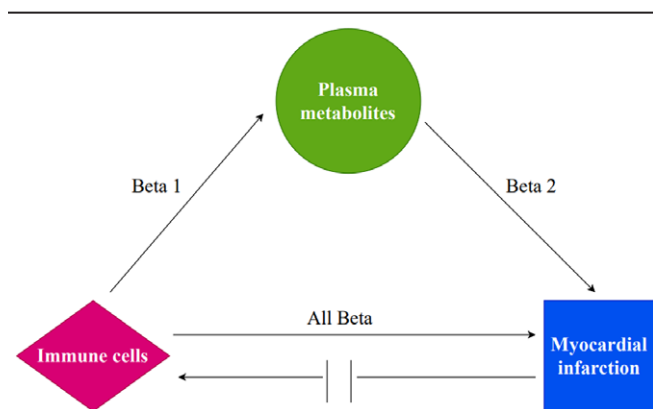 Plasma
metabolites
Beta 1
Beta 2
All Beta
Immune cells
Myocardial
infarction